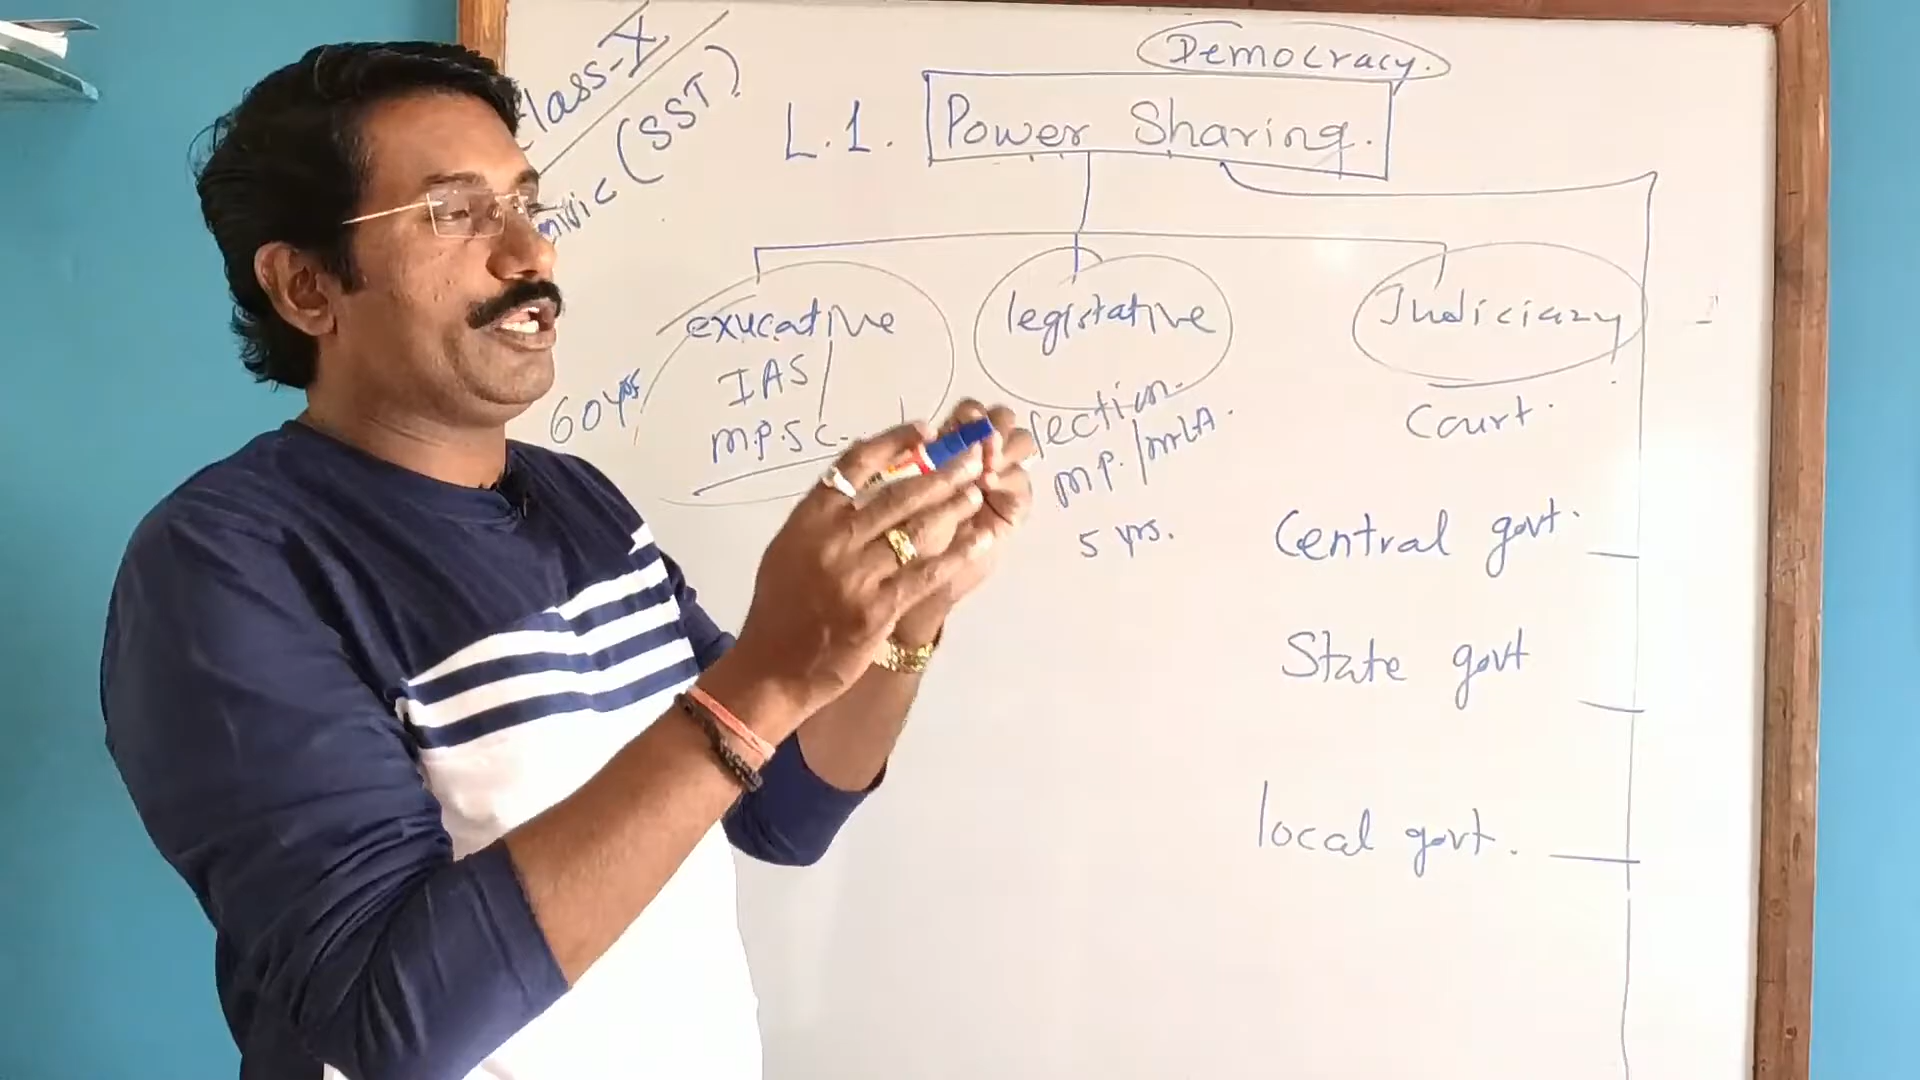 Class-X
(SST)
Democracy.
L.1. Power Sharing.
exucative
IAS
M.P.S C.
60 yrs
legistative
election
MP. / MLA.
5 yrs.
Judiciary
Court.
Central govt.
State govt
local govt.